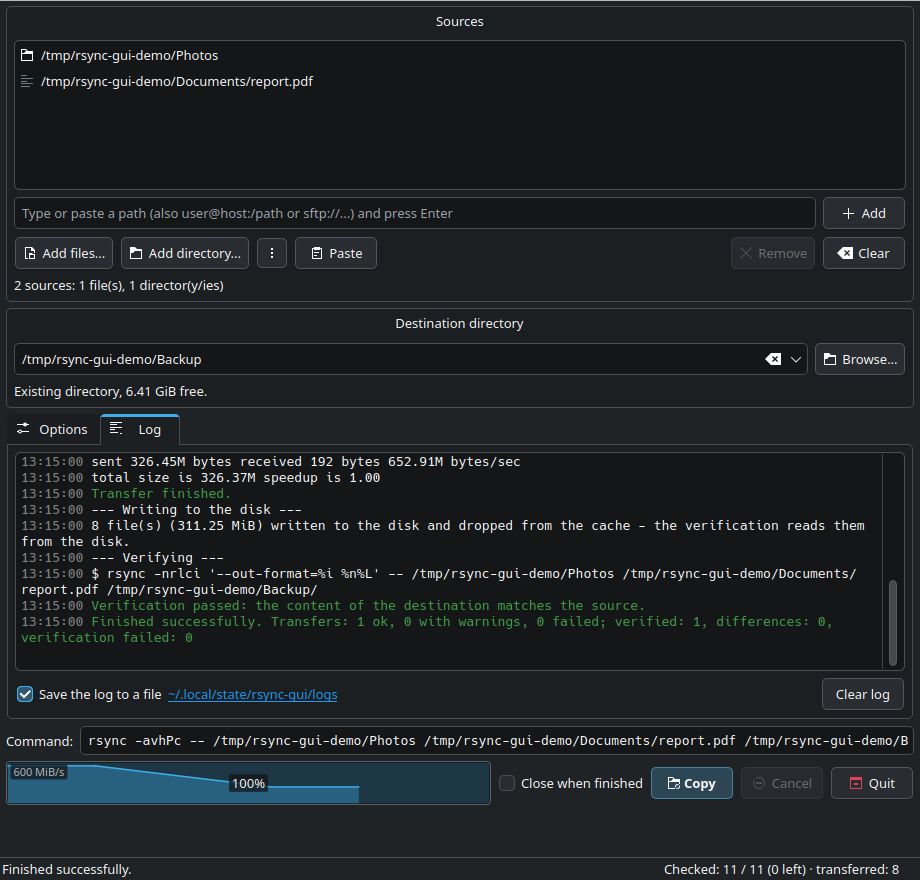 Sources
/tmp/rsync-gui-demo/Photos
/tmp/rsync-gui-demo/Documents/report.pdf
Type or paste a path (also user@host:/path or sftp://...) and press Enter
Add
Add files...
Add directory...
Paste
Remove
Clear
2 sources: 1 file(s), 1 director(y/ies)
Destination directory
/tmp/rsync-gui-demo/Backup
Browse...
Existing directory, 6.41 GiB free.
Options
Log
13:15:00 sent 326.45M bytes received 192 bytes 652.91M bytes/sec
13:15:00 total size is 326.37M speedup is 1.00
13:15:00 Transfer finished.
13:15:00 --- Writing to the disk ---
13:15:00 8 file(s) (311.25 MiB) written to the disk and dropped from the cache – the verification reads them
from the disk.
13:15:00 --- Verifying ---
13:15:00 $ rsync -nrlci '--out-format=%i %n%L' -- /tmp/rsync-gui-demo/Photos /tmp/rsync-gui-demo/Documents/
report.pdf /tmp/rsync-gui-demo/Backup/
13:15:00 Verification passed: the content of the destination matches the source.
13:15:00 Finished successfully. Transfers: 1 ok, 0 with warnings, 0 failed; verified: 1, differences: 0,
verification failed: 0
Save the log to a file ~/.local/state/rsync-gui/logs
Clear log
Command: rsync -avhPc -- /tmp/rsync-gui-demo/Photos /tmp/rsync-gui-demo/Documents/report.pdf /tmp/rsync-gui-demo/B
600 MiB/s
100%
Close when finished
Copy
Cancel
Quit
Finished successfully.
Checked: 11 / 11 (0 left) · transferred: 8